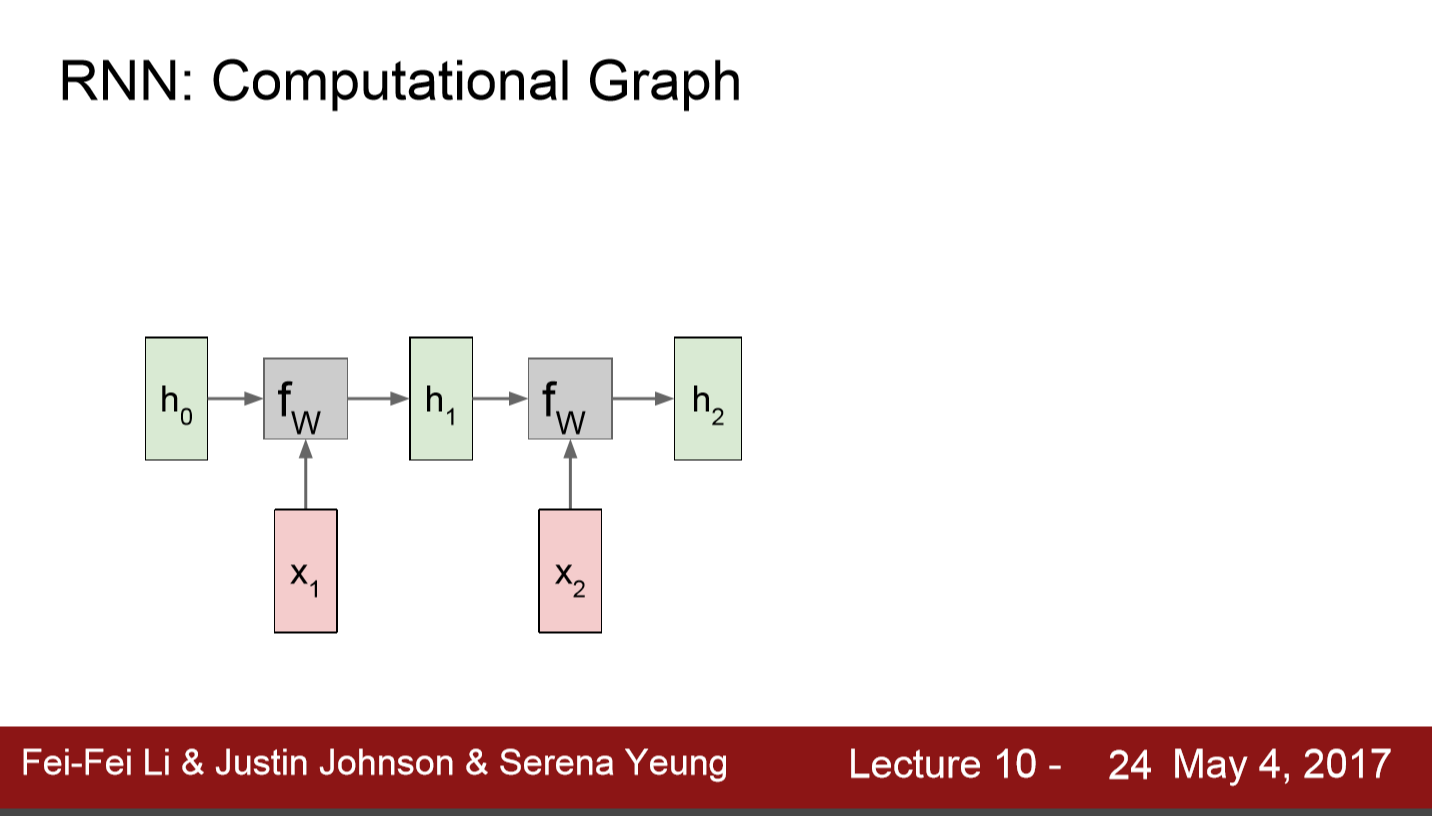 RNN: Computational Graph
h0 fW h1 fW h2
x1 x2
Fei-Fei Li & Justin Johnson & Serena Yeung Lecture 10 - 24 May 4, 2017